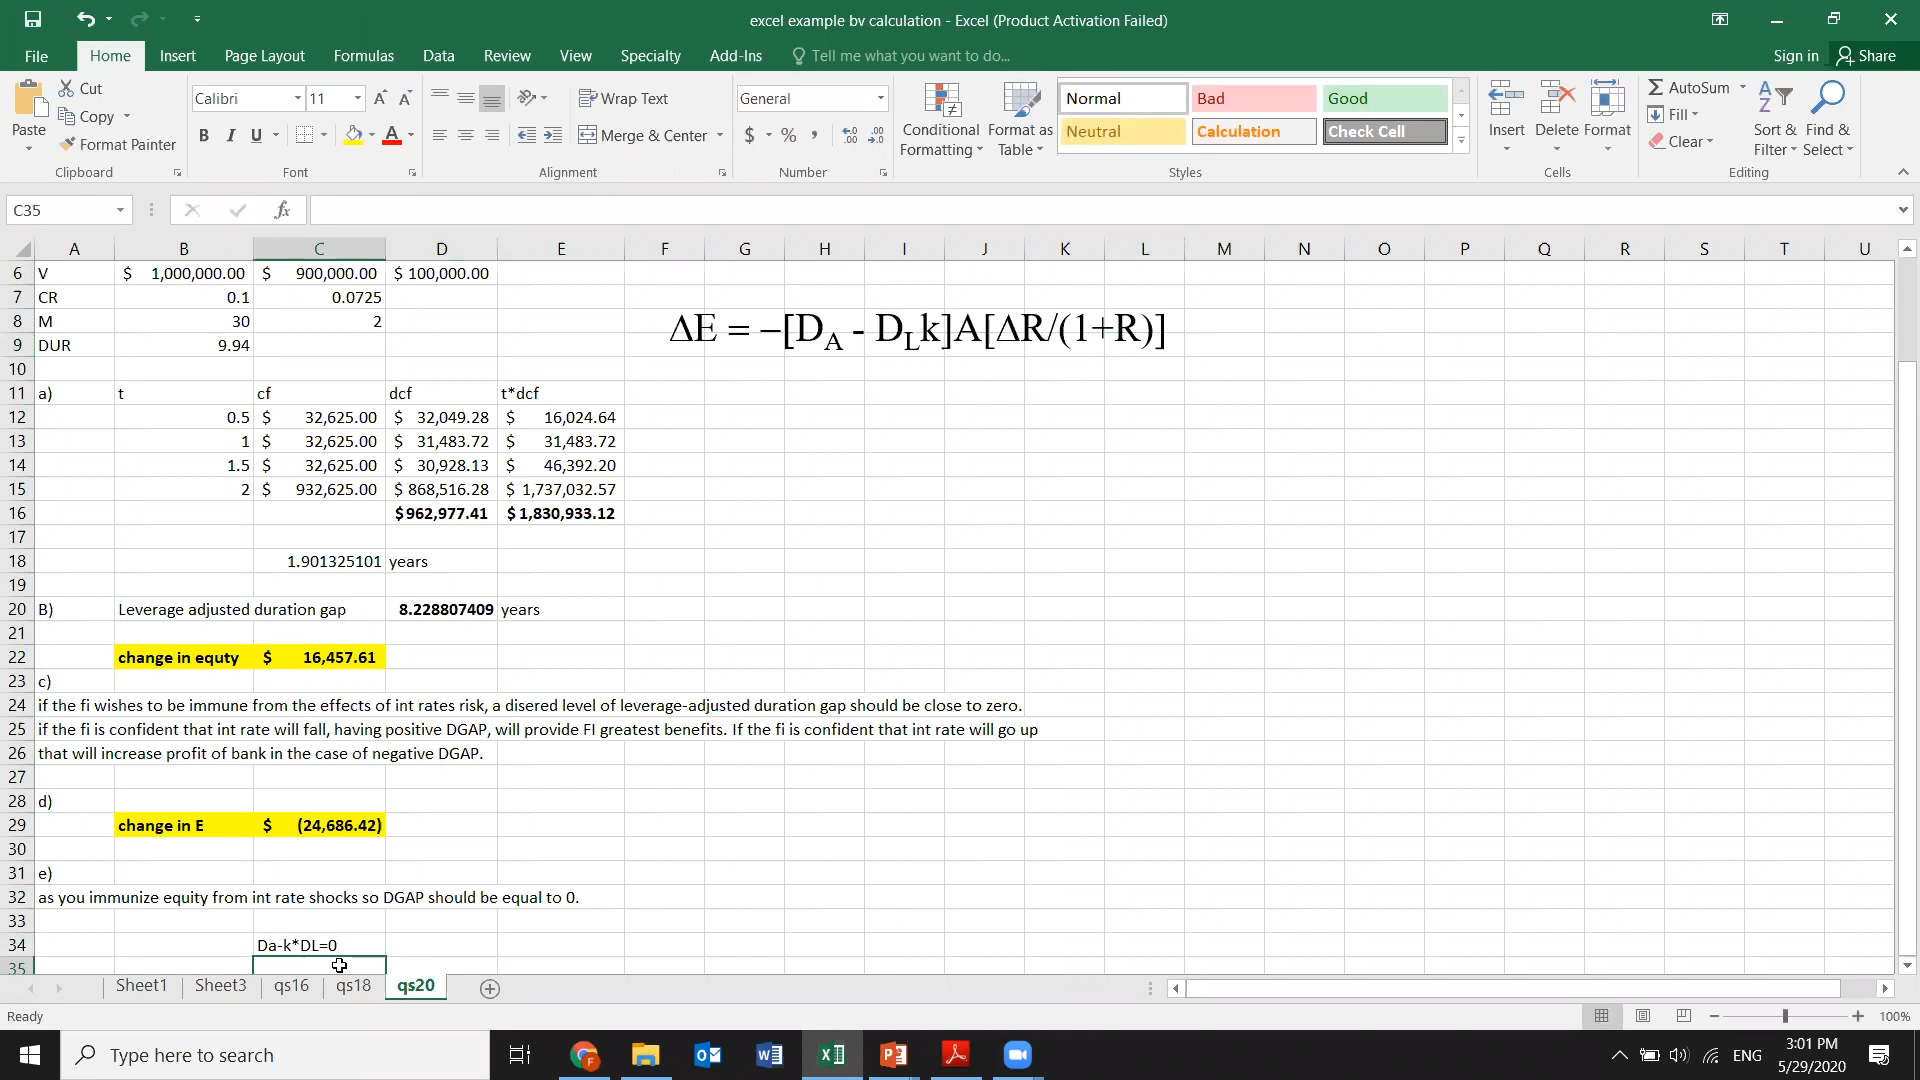 excel example bv calculation - Excel (Product Activation Failed)
File Home Insert Page Layout Formulas Data Review View Specialty Add-Ins Tell me what you want to do... Sign in Share
Paste Cut Copy Format Painter Clipboard
Calibri 11 A A B I U A Font
Wrap Text Merge & Center Alignment
General $ % , Number
Conditional Formatting Format as Table
Normal Bad Good
Neutral Calculation Check Cell
Styles
Insert Delete Format Cells
AutoSum Fill Clear Sort & Filter Find & Select Editing
C35 fx
A B C D E F G H I J K L M N O P Q R S T U
6 V $ 1,000,000.00 $ 900,000.00 $ 100,000.00
7 CR 0.1 0.0725
8 M 30 2
9 DUR 9.94
ΔE = –[DA - DLk]A[ΔR/(1+R)]
10
11 a) t cf dcf t*dcf
12 0.5 $ 32,625.00 $ 32,049.28 $ 16,024.64
13 1 $ 32,625.00 $ 31,483.72 $ 31,483.72
14 1.5 $ 32,625.00 $ 30,928.13 $ 46,392.20
15 2 $ 932,625.00 $ 868,516.28 $ 1,737,032.57
16 $962,977.41 $ 1,830,933.12
17
18 1.901325101 years
19
20 B) Leverage adjusted duration gap 8.228807409 years
21
22 change in equty $ 16,457.61
23 c)
24 if the fi wishes to be immune from the effects of int rates risk, a disered level of leverage-adjusted duration gap should be close to zero.
25 if the fi is confident that int rate will fall, having positive DGAP, will provide FI greatest benefits. If the fi is confident that int rate will go up
26 that will increase profit of bank in the case of negative DGAP.
27
28 d)
29 change in E $ (24,686.42)
30
31 e)
32 as you immunize equity from int rate shocks so DGAP should be equal to 0.
33
34 Da-k*DL=0
35
Sheet1 Sheet3 qs16 qs18 qs20
Ready 100%
Type here to search ENG 3:01 PM
5/29/2020